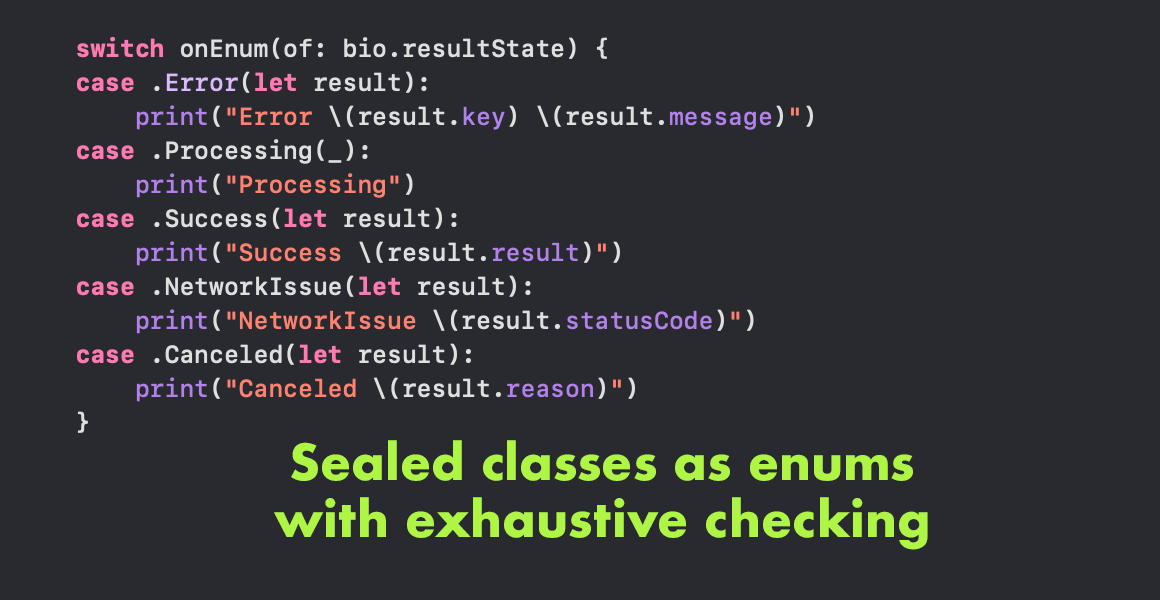 switch onEnum(of: bio.resultState) {
case .Error(let result):
    print("Error \(result.key) \(result.message)")
case .Processing(_):
    print("Processing")
case .Success(let result):
    print("Success \(result.result)")
case .NetworkIssue(let result):
    print("NetworkIssue \(result.statusCode)")
case .Canceled(let result):
    print("Canceled \(result.reason)")
}
Sealed classes as enums
with exhaustive checking